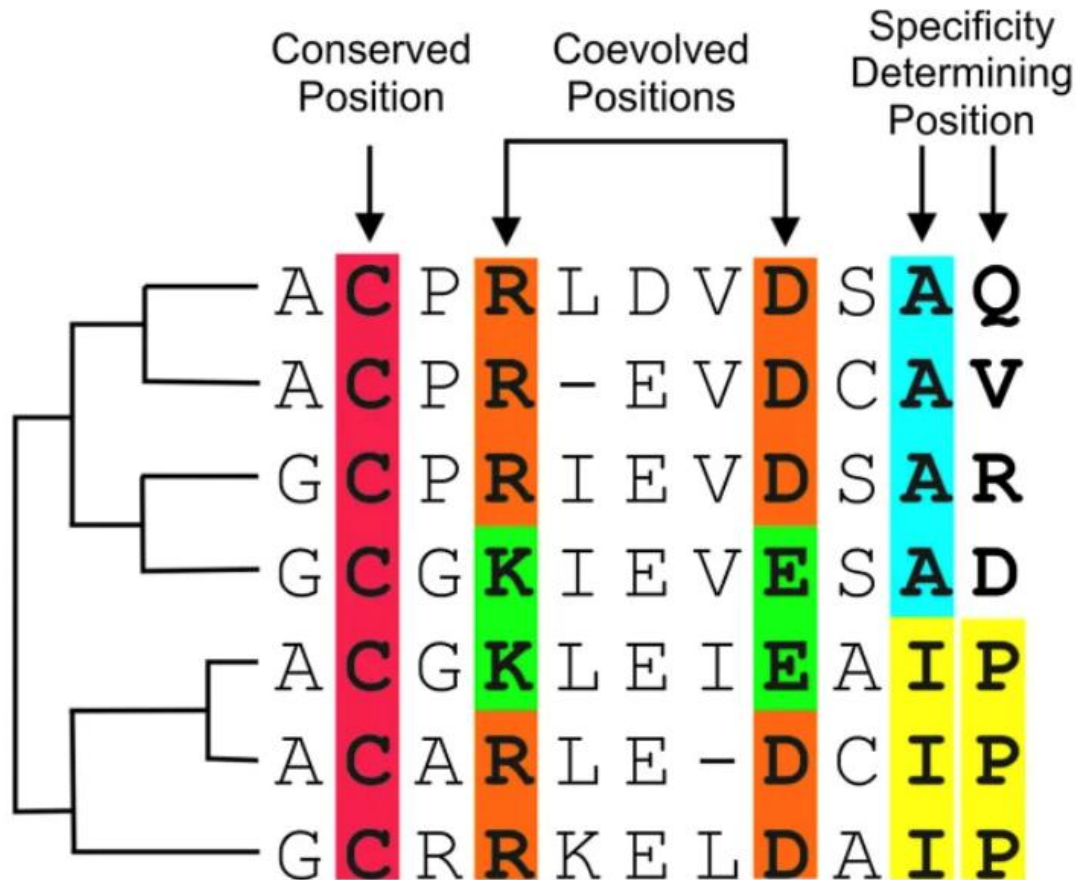 Conserved
Position
Coevolved
Positions
Specificity
Determining
Position
A C P R L D V D S A Q
A C P R - E V D C A V
G C P R I E V D S A R
G C G K I E V E S A D
A C G K L E I E A I P
A C A R L E - D C I P
G C R R K E L D A I P